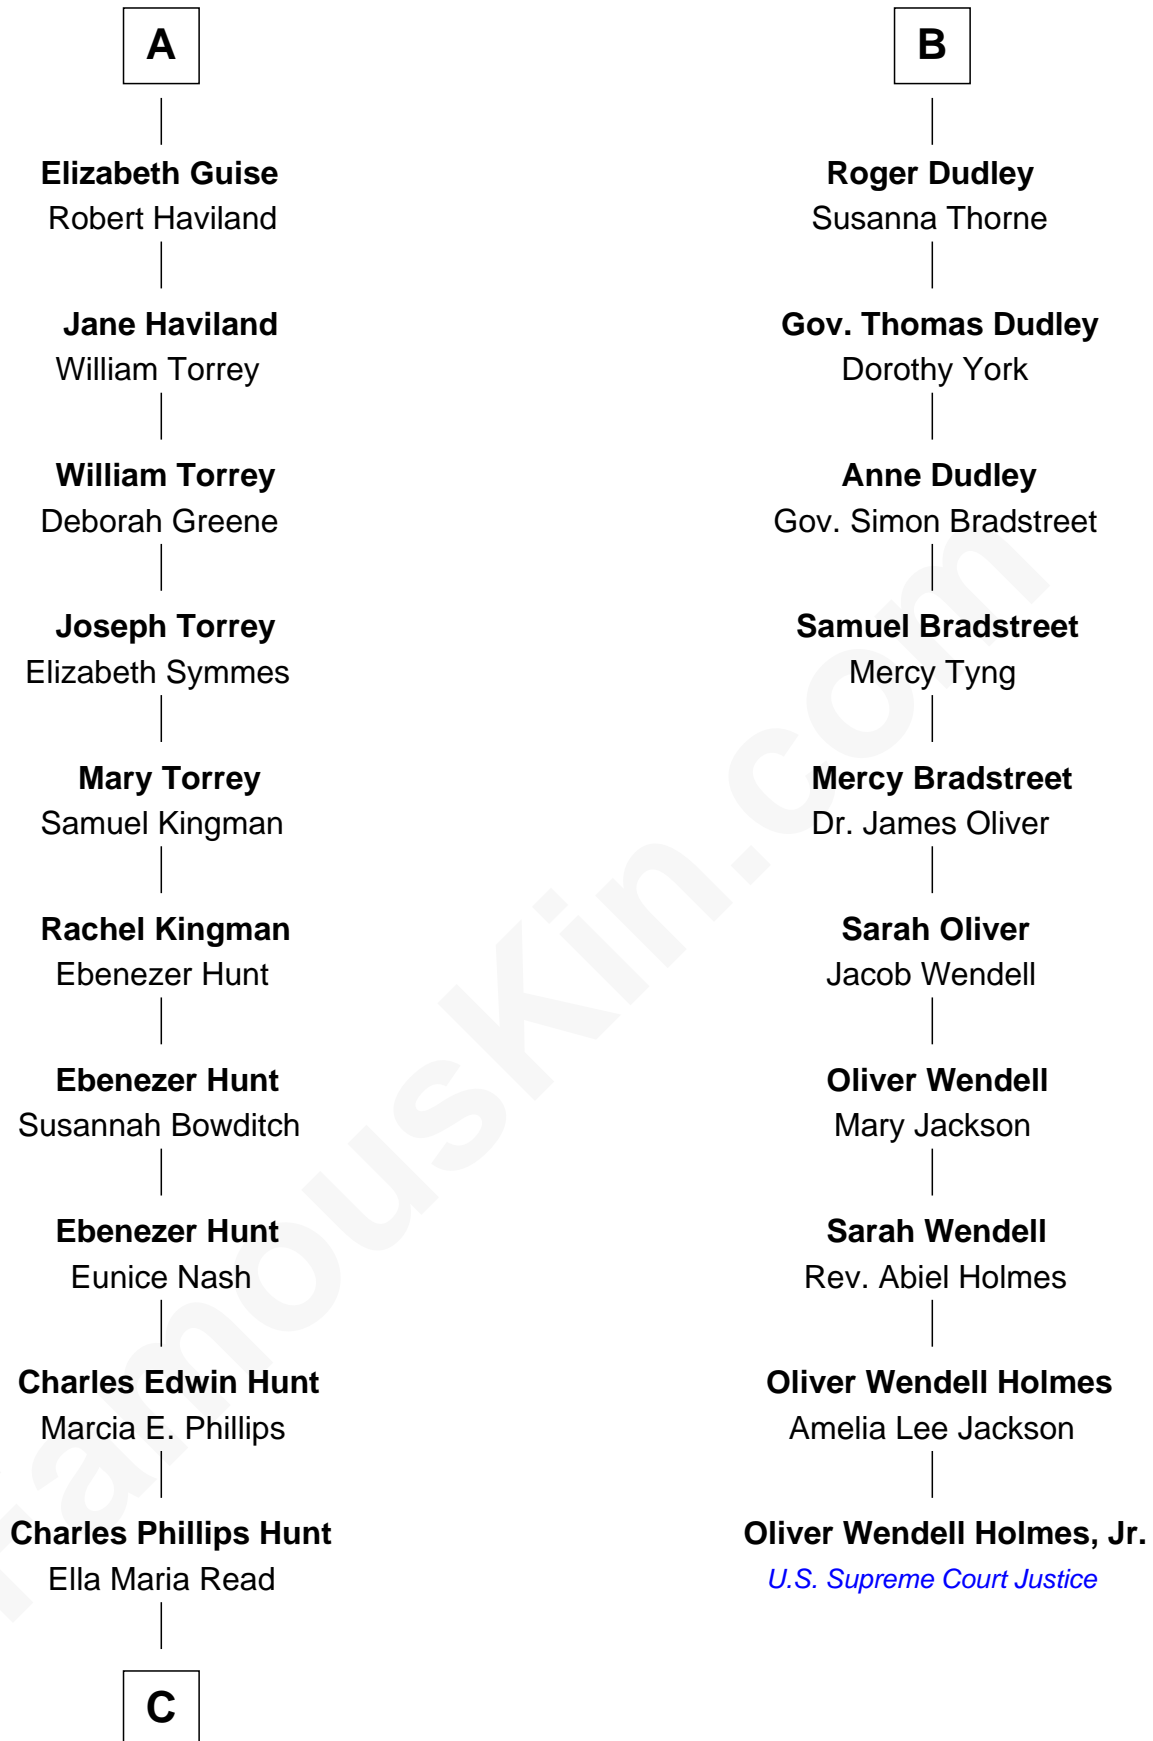 A
Elizabeth Guise
Robert Haviland
Jane Haviland
William Torrey
William Torrey
Deborah Greene
Joseph Torrey
Elizabeth Symmes
Mary Torrey
Samuel Kingman
Rachel Kingman
Ebenezer Hunt
Ebenezer Hunt
Susannah Bowditch
Ebenezer Hunt
Eunice Nash
Charles Edwin Hunt
Marcia E. Phillips
Charles Phillips Hunt
Ella Maria Read
C
B
Roger Dudley
Susanna Thorne
Gov. Thomas Dudley
Dorothy York
Anne Dudley
Gov. Simon Bradstreet
Samuel Bradstreet
Mercy Tyng
Mercy Bradstreet
Dr. James Oliver
Sarah Oliver
Jacob Wendell
Oliver Wendell
Mary Jackson
Sarah Wendell
Rev. Abiel Holmes
Oliver Wendell Holmes
Amelia Lee Jackson
Oliver Wendell Holmes, Jr.
U.S. Supreme Court Justice
FamousKin.com